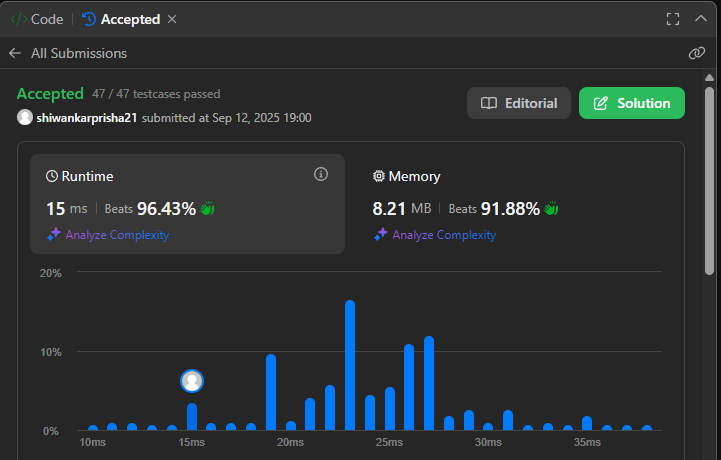 </> Code | Accepted ×
All Submissions
Accepted 47 / 47 testcases passed
shiwankarprisha21 submitted at Sep 12, 2025 19:00
Editorial
Solution
Runtime
15 ms | Beats 96.43%
Analyze Complexity
Memory
8.21 MB | Beats 91.88%
Analyze Complexity
20%
10%
0%
10ms 15ms 20ms 25ms 30ms 35ms